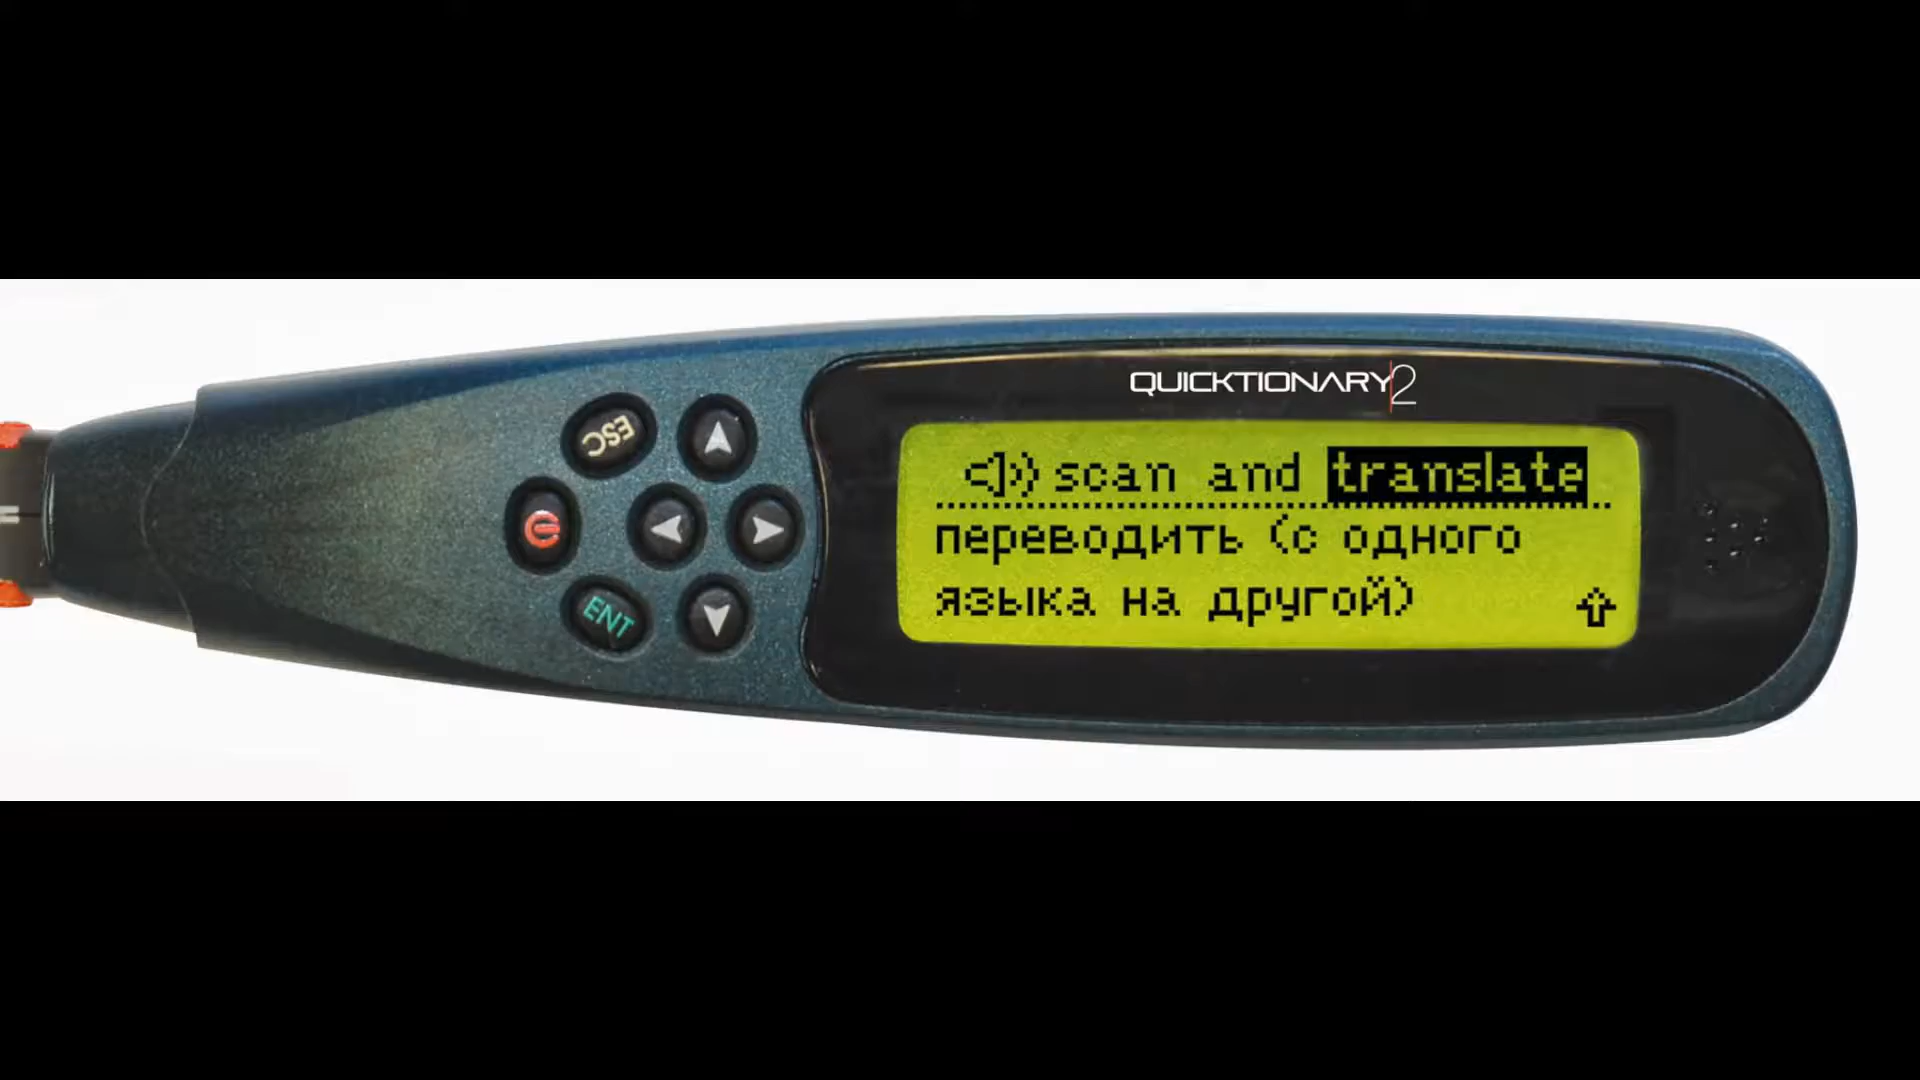 QUICKTIONARY2
scan and translate
переводить (с одного
языка на другой)
ESC
ENT